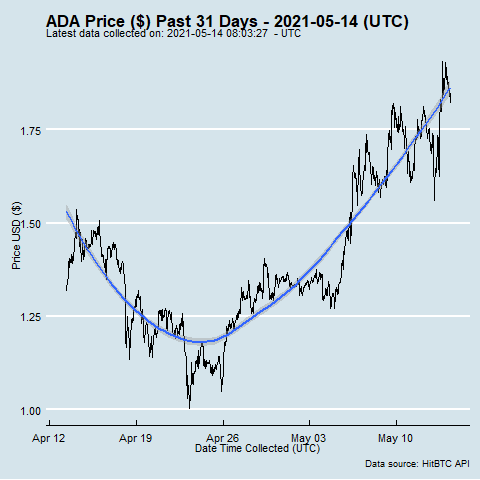 ADA Price ($) Past 31 Days - 2021-05-14 (UTC)
Latest data collected on: 2021-05-14 08:03:27 - UTC
Price USD ($)
1.75
1.50
1.25
1.00
Apr 12 Apr 19 Apr 26 May 03 May 10
Date Time Collected (UTC)
Data source: HitBTC API